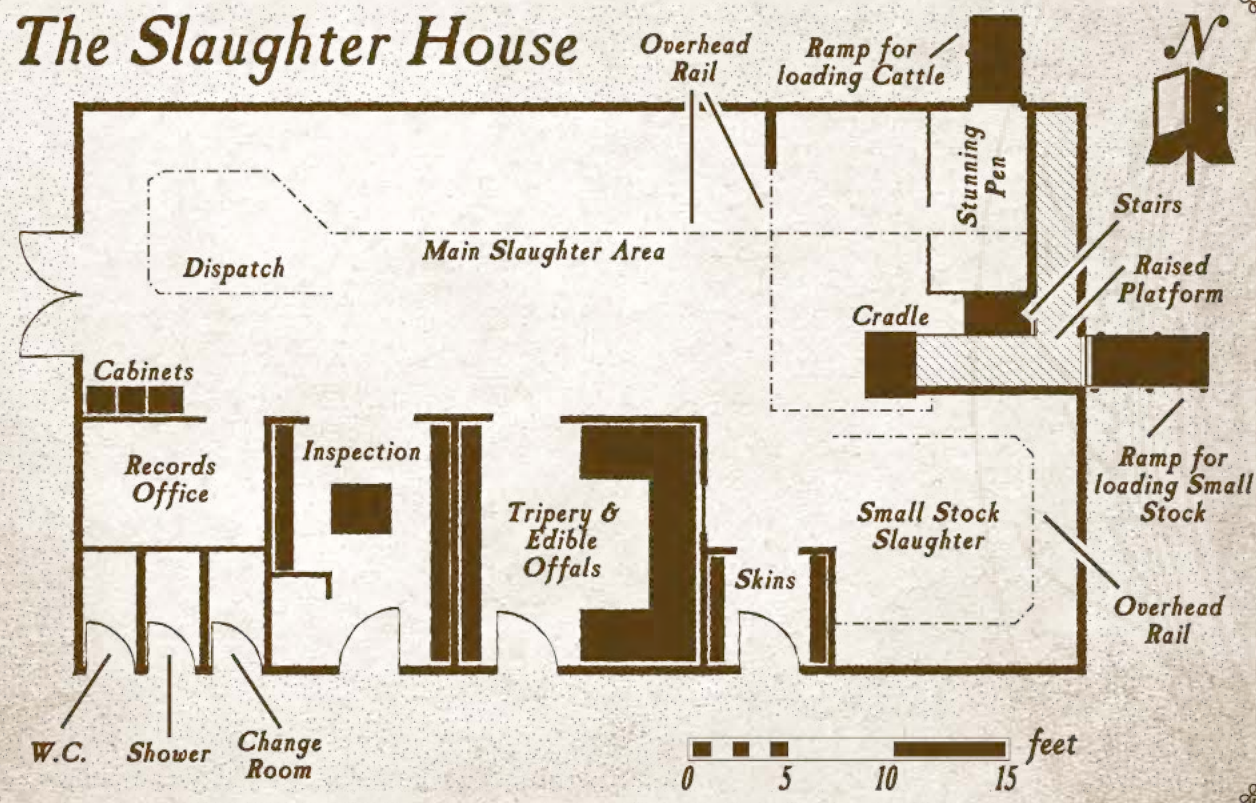 The Slaughter House
Overhead
Rail
Ramp for
loading Cattle
N
Stunning
Pen
Stairs
Main Slaughter Area
Dispatch
Raised
Platform
Cradle
Cabinets
Records
Office
Inspection
Tripery &
Edible
Offals
Skins
Small Stock
Slaughter
Ramp for
loading Small
Stock
Overhead
Rail
W.C.
Shower
Change
Room
feet
0 5 10 15